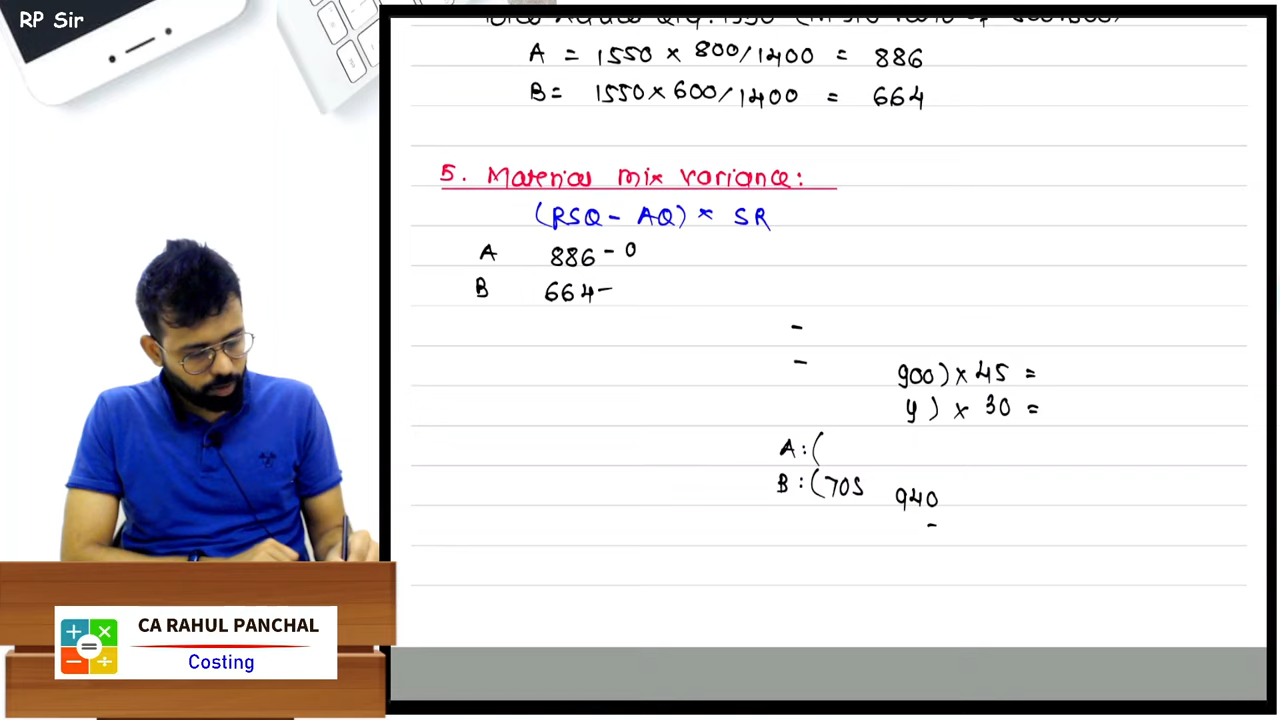 RP Sir
A = 1550 × 800/1400 = 886
B = 1550 × 600/1400 = 664
5. Material mix variance:
(RSQ - AQ) × SR
A 886 - 0
B 664 -
-
-
900) × 45 =
y) × 30 =
A : (
B : (705
940
-
CA RAHUL PANCHAL
Costing